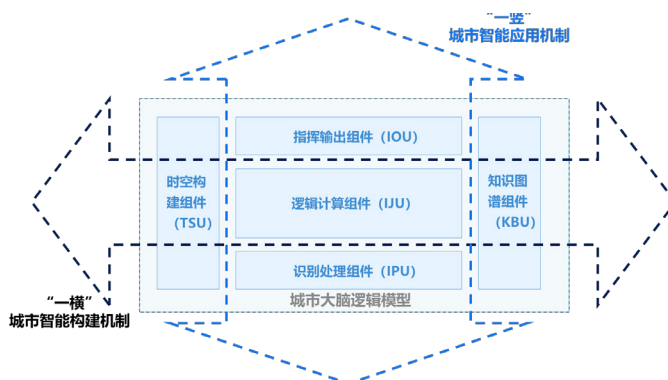 “一竖”
城市智能应用机制
指挥输出组件（IOU）
时空构
建组件
（TSU）
逻辑计算组件（IJU）
知识图
谱组件
（KBU）
识别处理组件（IPU）
城市大脑逻辑模型
“一横”
城市智能构建机制